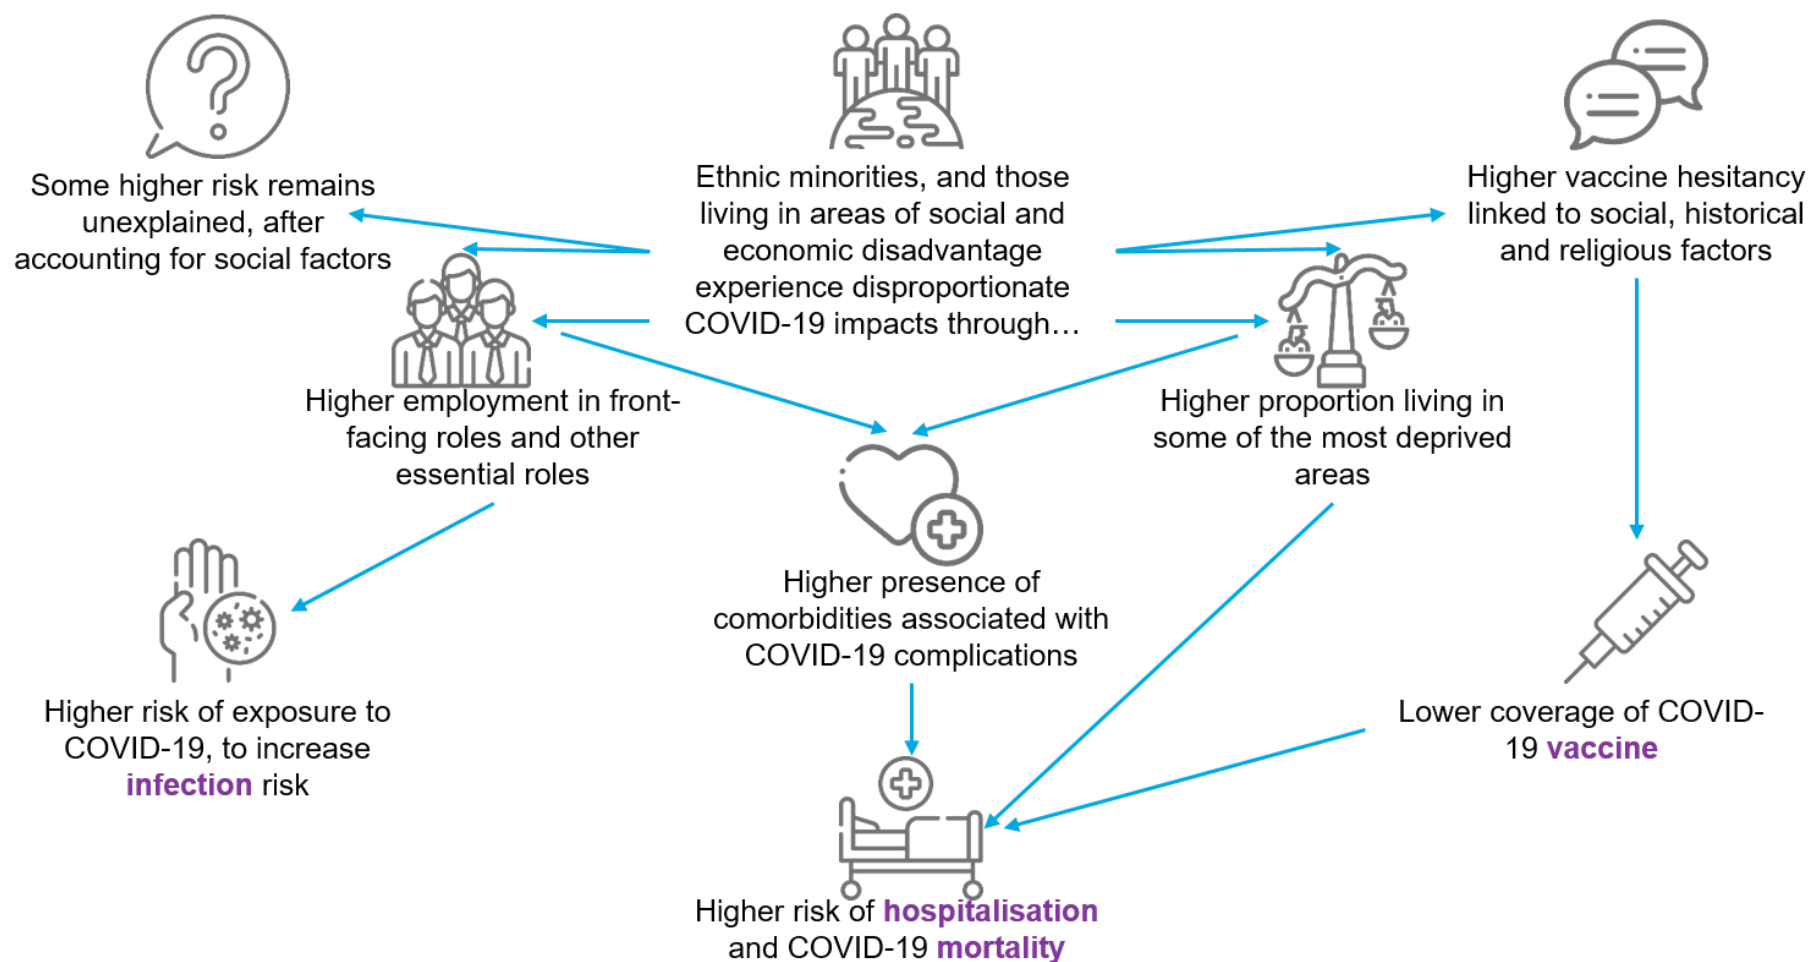 Some higher risk remains
unexplained, after
accounting for social factors
Ethnic minorities, and those
living in areas of social and
economic disadvantage
experience disproportionate
COVID-19 impacts through…
Higher vaccine hesitancy
linked to social, historical
and religious factors
Higher employment in front-
facing roles and other
essential roles
Higher proportion living in
some of the most deprived
areas
Higher presence of
comorbidities associated with
COVID-19 complications
Higher risk of exposure to
COVID-19, to increase
infection risk
Lower coverage of COVID-
19 vaccine
Higher risk of hospitalisation
and COVID-19 mortality